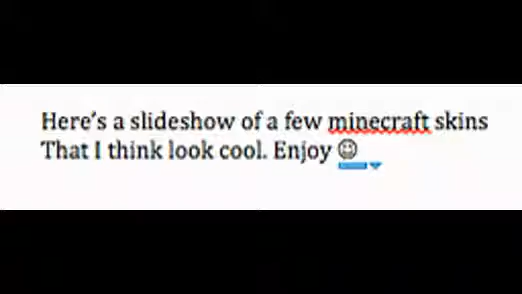 Here's a slideshow of a few minecraft skins
That I think look cool. Enjoy ☺